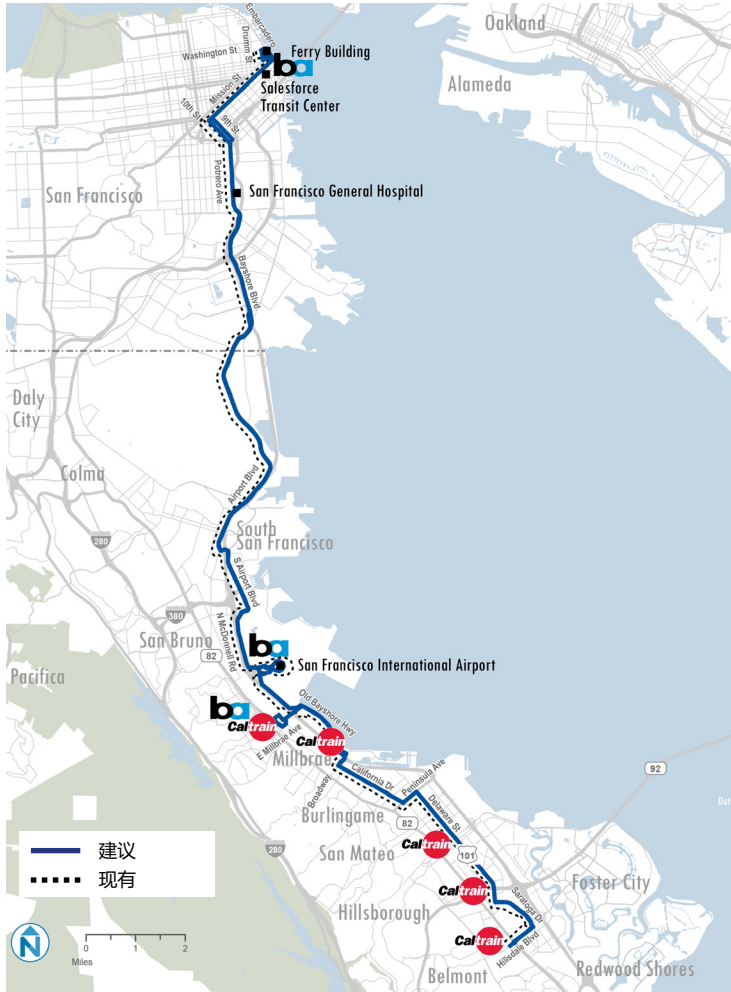 Oakland
Embarcadero
Drumm St
Washington St
Ferry Building
ba
Alameda
Salesforce
Transit Center
Mission St
10th St
9th St
Potrero Ave
San Francisco
San Francisco General Hospital
Bayshore Blvd
Daly
City
Colma
Airport Blvd
South
San Francisco
280
S Airport Blvd
380
San Bruno
82
N McDonnell Rd
ba
San Francisco International Airport
Pacifica
ba
Caltrain
Old Bayshore Hwy
E Millbrae Ave
Caltrain
Millbrae
California Dr
Peninsula Ave
92
Broadway
Delaware St
Burlingame
82
San Mateo
101
Caltrain
建议
现有
280
Foster City
Caltrain
Hillsborough
Saratoga Dr
Caltrain
Hillsdale Blvd
N
0 2
Miles
Belmont
Redwood Shores